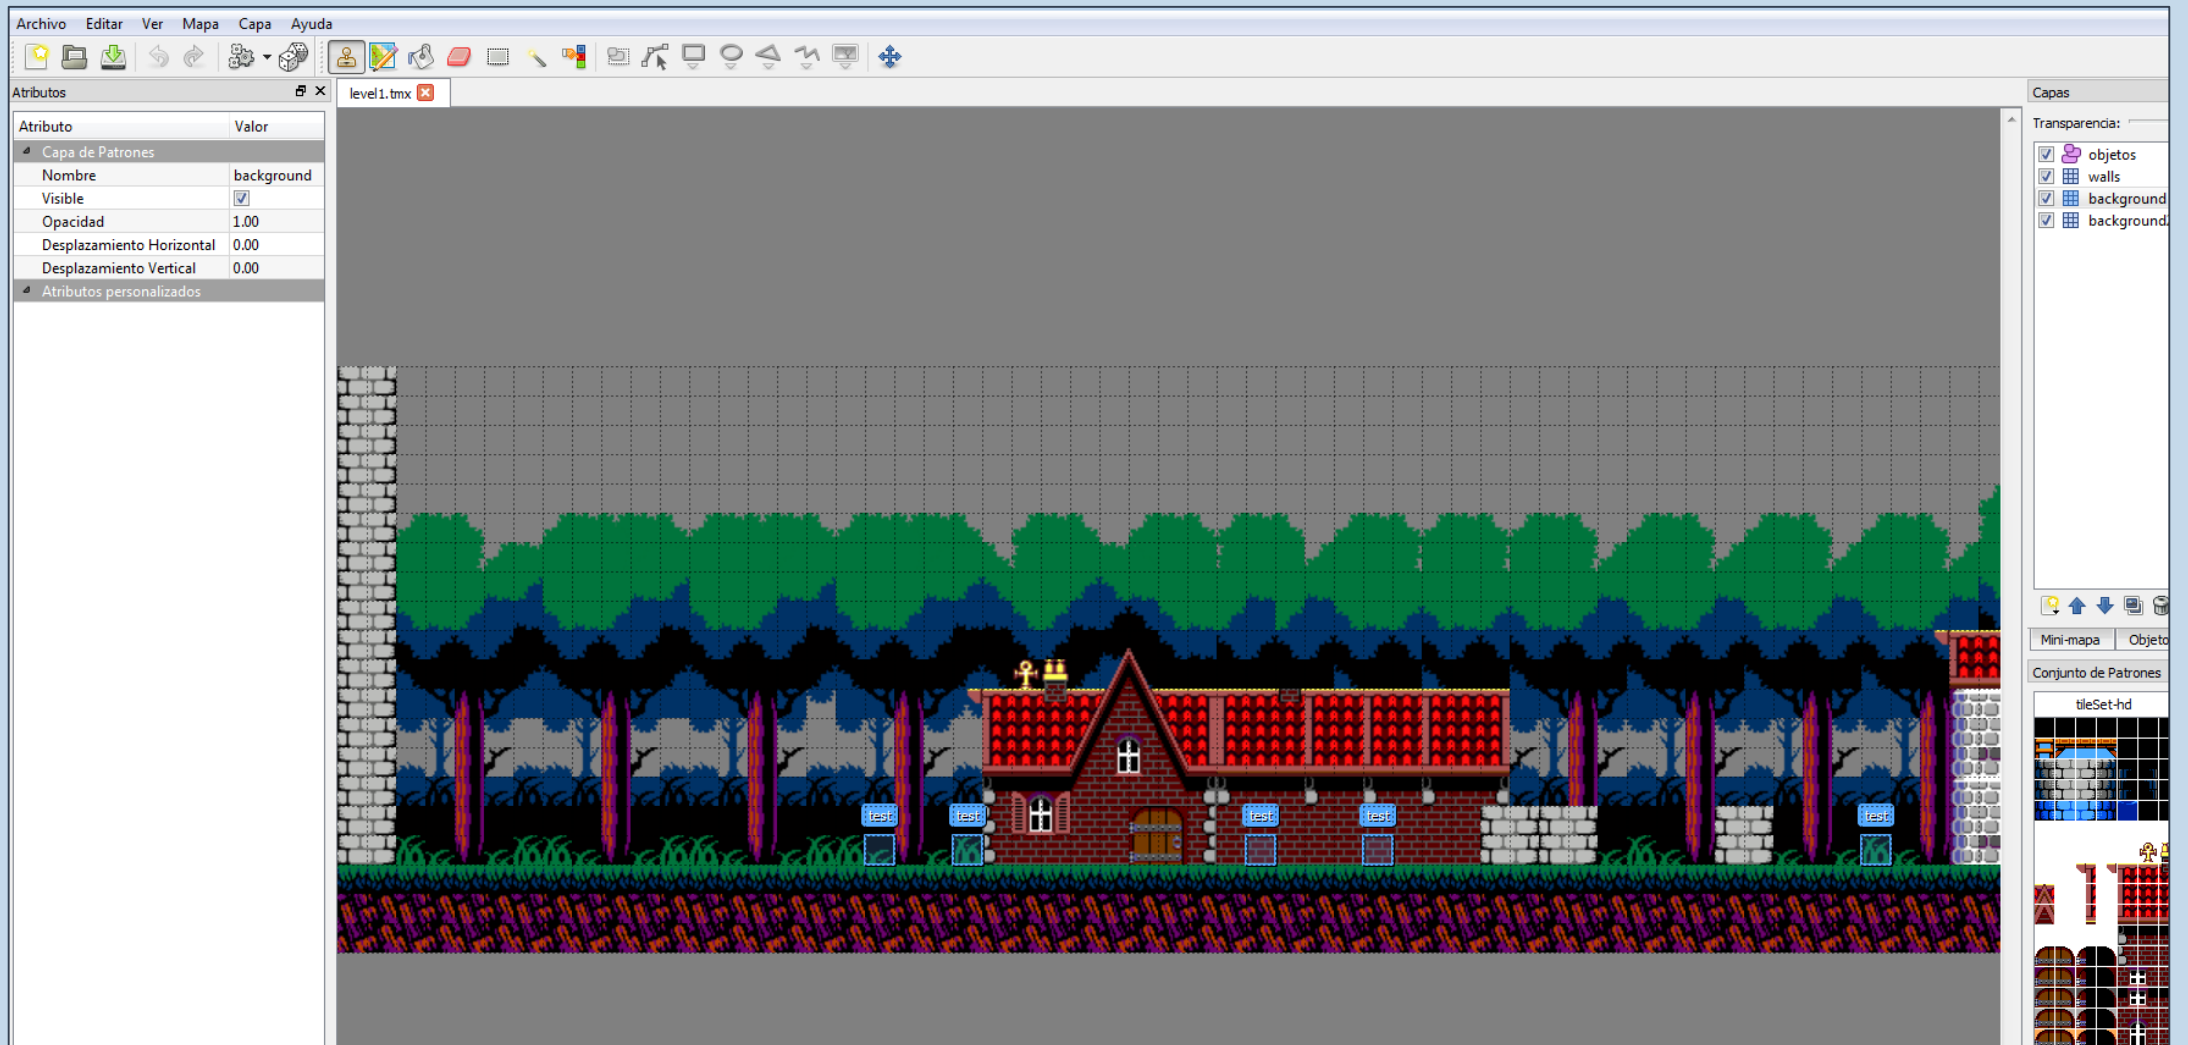 Archivo Editar Ver Mapa Capa Ayuda
Atributos
level1.tmx
Capas
Atributo Valor
Transparencia:
Capa de Patrones
Nombre background
Visible
Opacidad 1.00
Desplazamiento Horizontal 0.00
Desplazamiento Vertical 0.00
Atributos personalizados
objetos
walls
background
background
Mini-mapa Objeto
Conjunto de Patrones
tileSet-hd
test test test test test